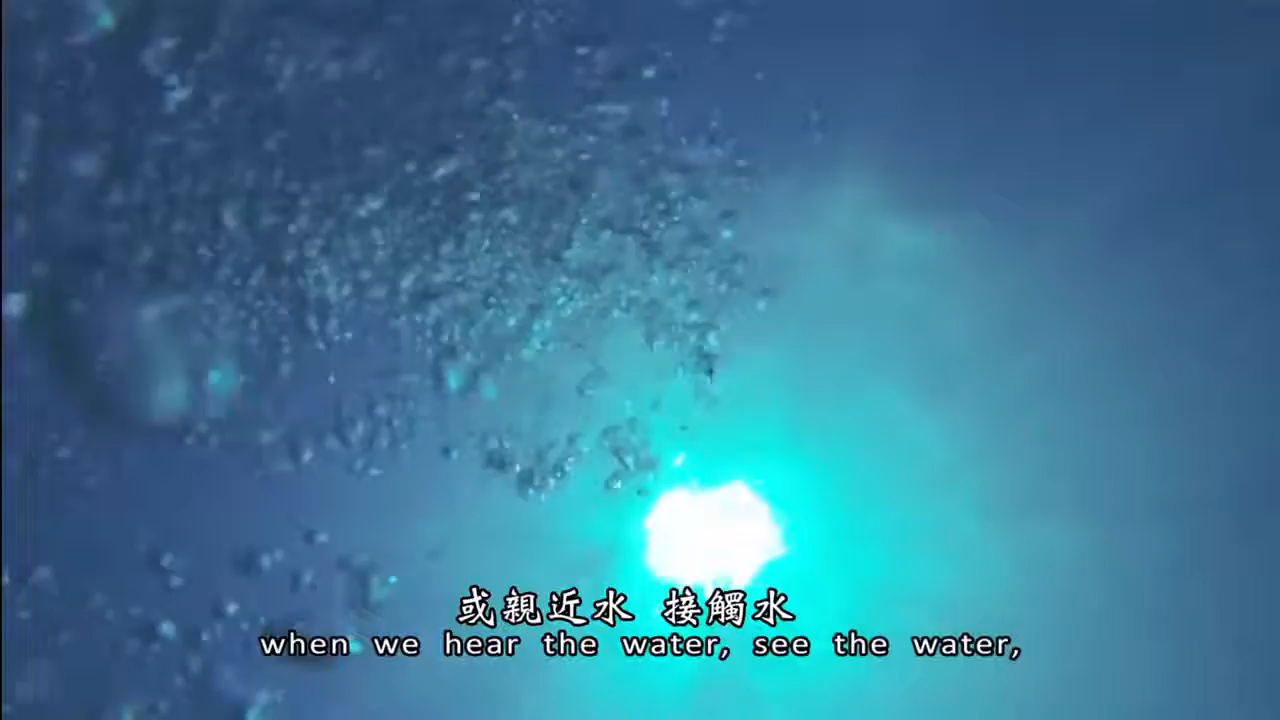 或親近水 接觸水
when we hear the water, see the water,